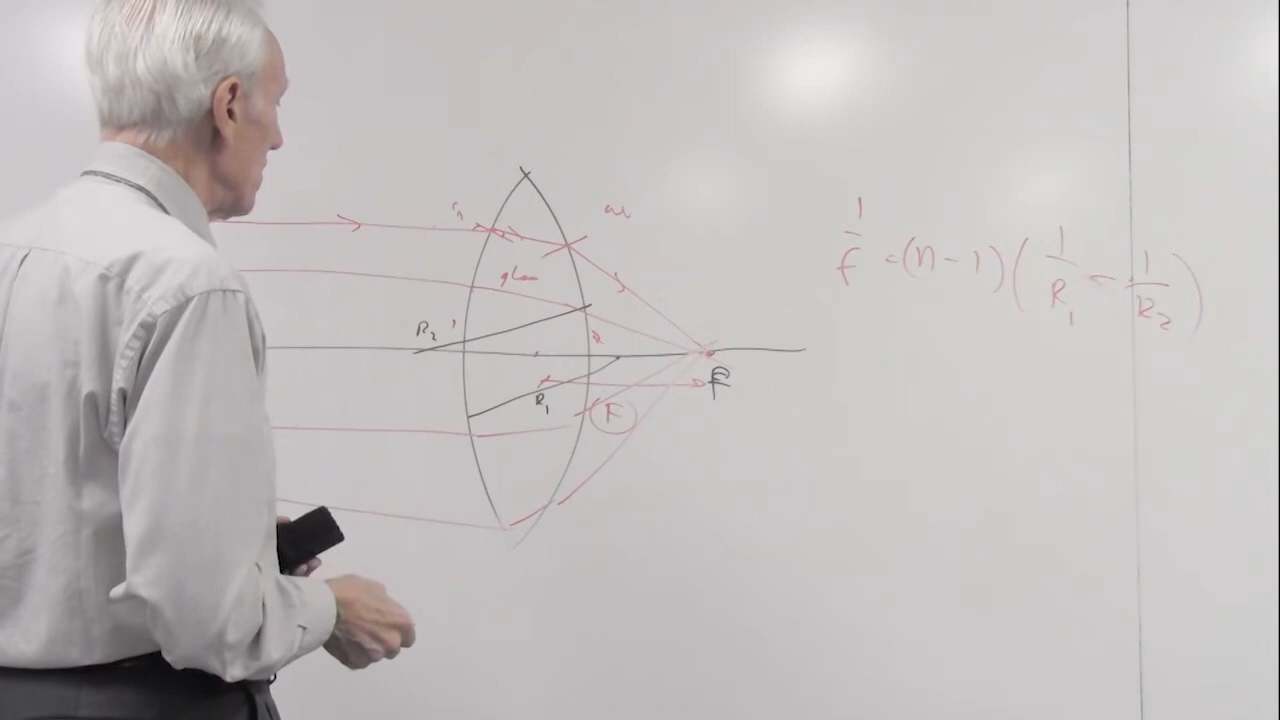 glass
R₂
R₁
F
F
1/f = (n - 1)(1/R₁ - 1/R₂)